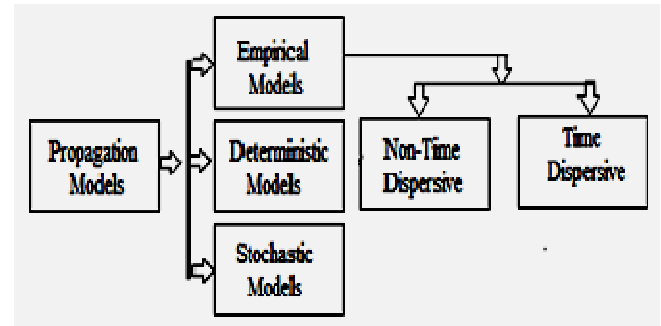 Propagation
Models
Empirical
Models
Deterministic
Models
Stochastic
Models
Non-Time
Dispersive
Time
Dispersive